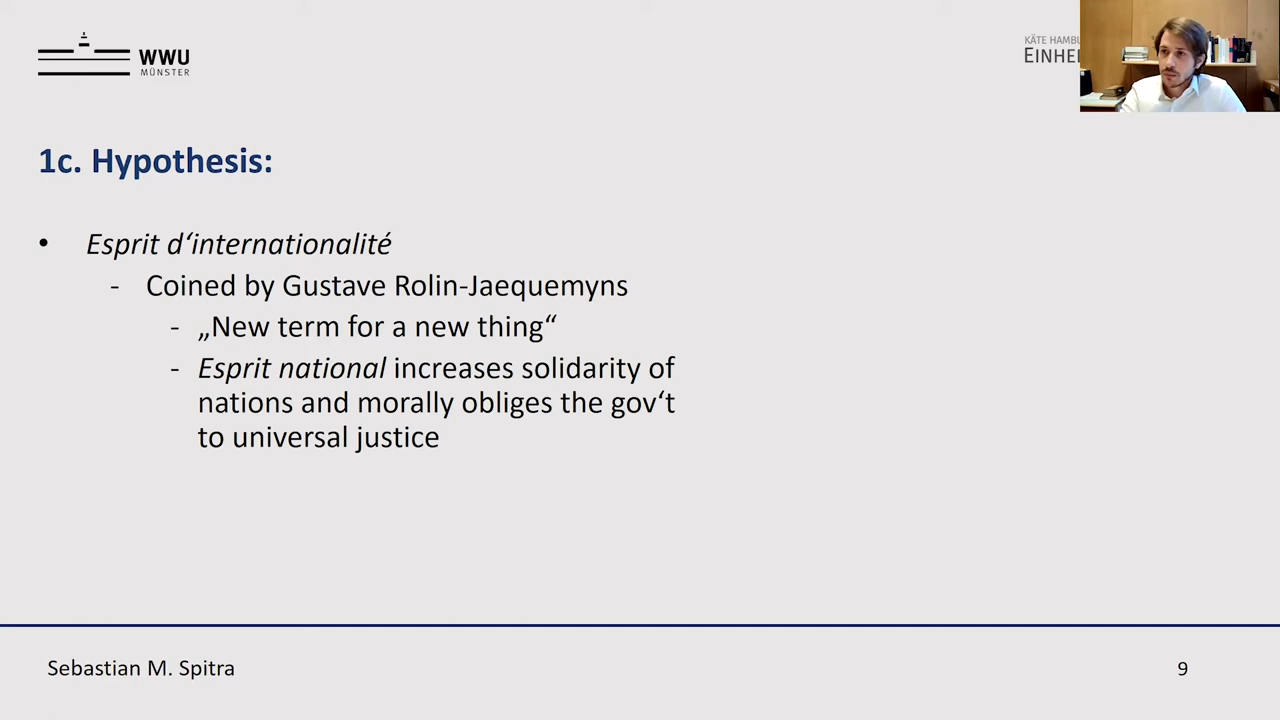 WWU
MÜNSTER
KÄTE HAMBU
EINHEI
1c. Hypothesis:
• Esprit d‘internationalité
- Coined by Gustave Rolin-Jaequemyns
- „New term for a new thing“
- Esprit national increases solidarity of
nations and morally obliges the gov‘t
to universal justice
Sebastian M. Spitra
9